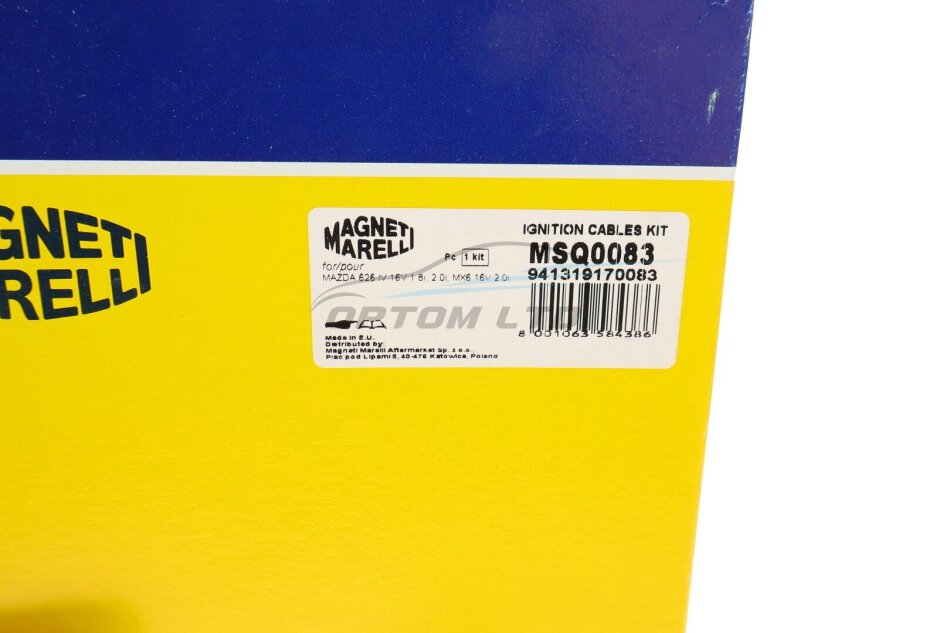 GNETI
RELLI
MAGNETI
MARELLI
for/pour
MAZDA 626 IV 16V 1.8i, 2.0i, MX6 16V 2.0i
Pc 1 kit
IGNITION CABLES KIT
MSQ0083
941319170083
8 001063 584386
ORTOM LTD
Made in E.U.
Distributed by:
Magneti Marelli Aftermarket Sp. z o.o.,
Plac pod Lipami 5, 40-476 Katowice, Poland